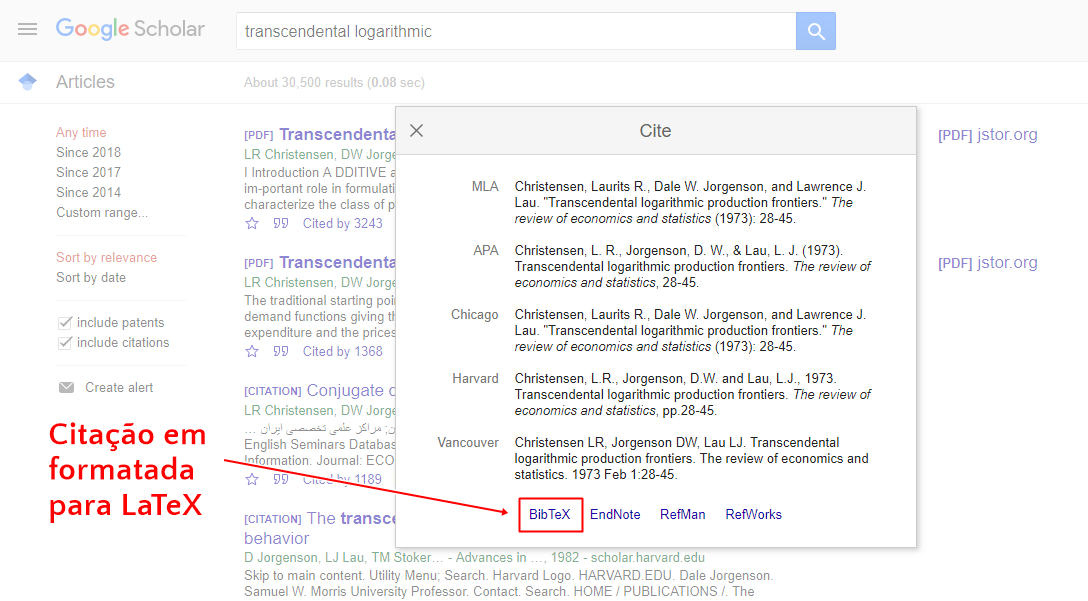 Google Scholar
transcendental logarithmic
Articles
About 30,500 results (0.08 sec)
Any time
Since 2018
Since 2017
Since 2014
Custom range...
Sort by relevance
Sort by date
include patents
include citations
Create alert
[PDF] Transcendenta
LR Christensen, DW Jorge
I Introduction A DDITIVE a
im-portant role in formulati
characterize the class of p
Cited by 3243
[PDF] jstor.org
[PDF] Transcendenta
LR Christensen, DW Jorge
The traditional starting poi
demand functions giving th
expenditure and the prices
Cited by 1368
[PDF] jstor.org
[CITATION] Conjugate
LR Christensen, DW Jorge
... ن; مراکز علمی تخصصی ایران
English Seminars Databas
Information. Journal: ECO
Cited by 1189
[CITATION] The transc
behavior
D Jorgenson, LJ Lau, TM Stoker… - Advances in …, 1982 - scholar.harvard.edu
Skip to main content. Utility Menu; Search. Harvard Logo. HARVARD.EDU. Dale Jorgenson.
Samuel W. Morris University Professor. Contact. Search. HOME / PUBLICATIONS /. The
Cite
MLA
Christensen, Laurits R., Dale W. Jorgenson, and Lawrence J.
Lau. "Transcendental logarithmic production frontiers." The
review of economics and statistics (1973): 28-45.
APA
Christensen, L. R., Jorgenson, D. W., & Lau, L. J. (1973).
Transcendental logarithmic production frontiers. The review of
economics and statistics, 28-45.
Chicago
Christensen, Laurits R., Dale W. Jorgenson, and Lawrence J.
Lau. "Transcendental logarithmic production frontiers." The
review of economics and statistics (1973): 28-45.
Harvard
Christensen, L.R., Jorgenson, D.W. and Lau, L.J., 1973.
Transcendental logarithmic production frontiers. The review of
economics and statistics, pp.28-45.
Vancouver
Christensen LR, Jorgenson DW, Lau LJ. Transcendental
logarithmic production frontiers. The review of economics and
statistics. 1973 Feb 1:28-45.
BibTeX EndNote RefMan RefWorks
Citação em
formatada
para LaTeX